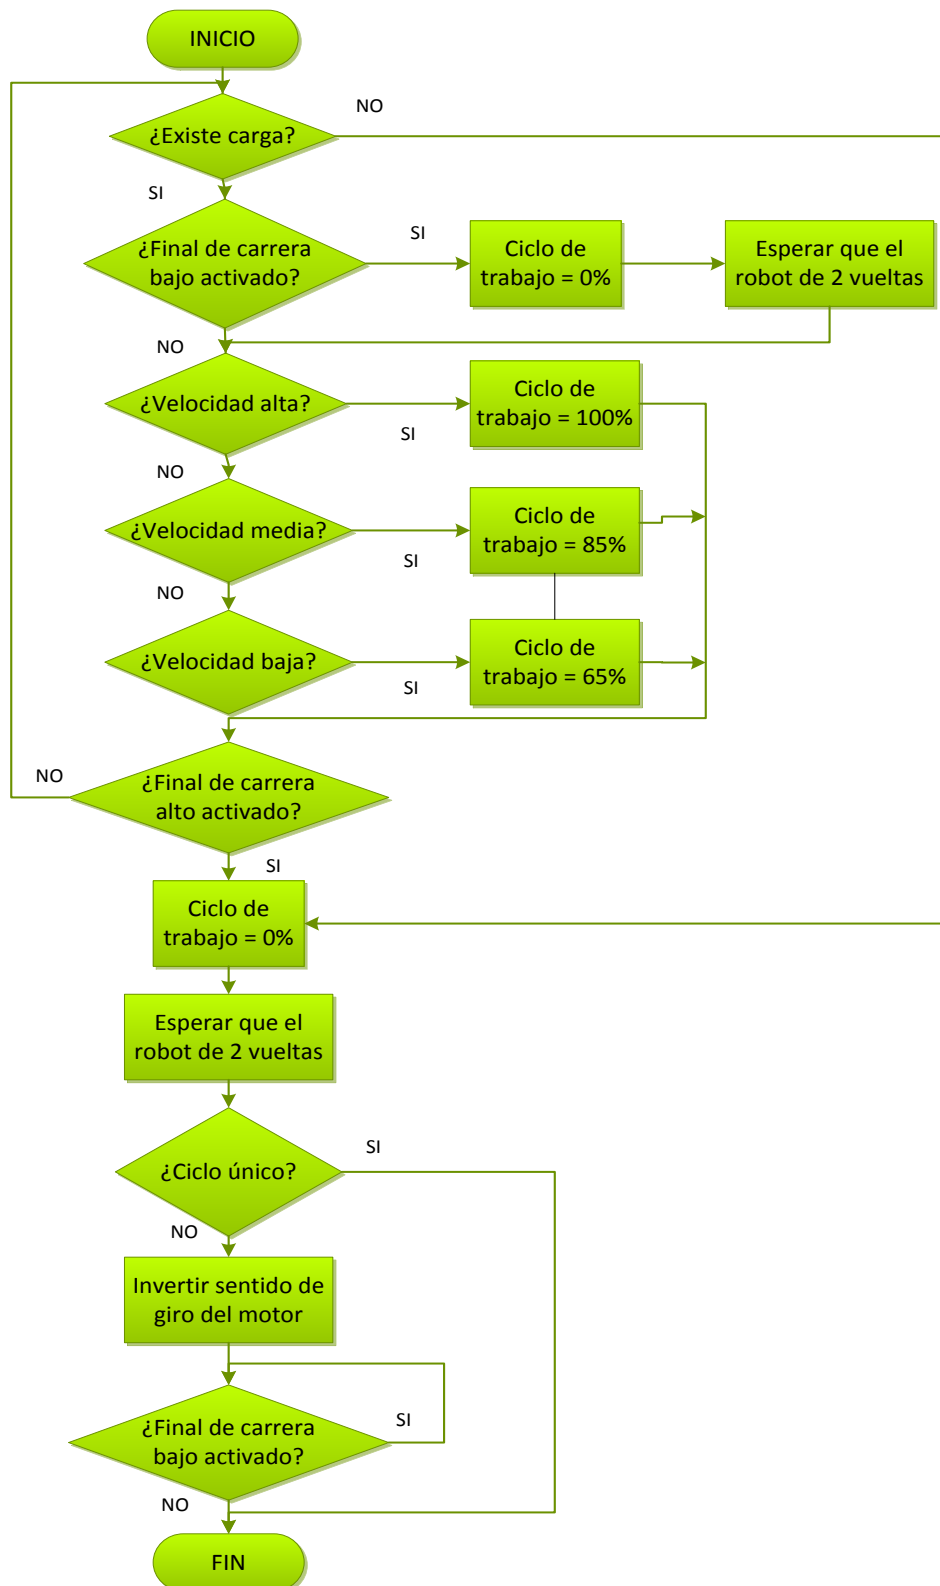 INICIO
NO
¿Existe carga?
SI
¿Final de carrera
bajo activado?
SI
Ciclo de
trabajo = 0%
Esperar que el
robot de 2 vueltas
NO
¿Velocidad alta?
SI
Ciclo de
trabajo = 100%
NO
¿Velocidad media?
SI
Ciclo de
trabajo = 85%
NO
¿Velocidad baja?
SI
Ciclo de
trabajo = 65%
NO
¿Final de carrera
alto activado?
SI
Ciclo de
trabajo = 0%
Esperar que el
robot de 2 vueltas
¿Ciclo único?
SI
NO
Invertir sentido de
giro del motor
¿Final de carrera
bajo activado?
SI
NO
FIN